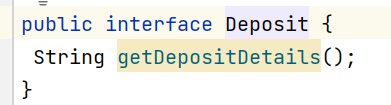 public interface Deposit {
 String getDepositDetails();
}